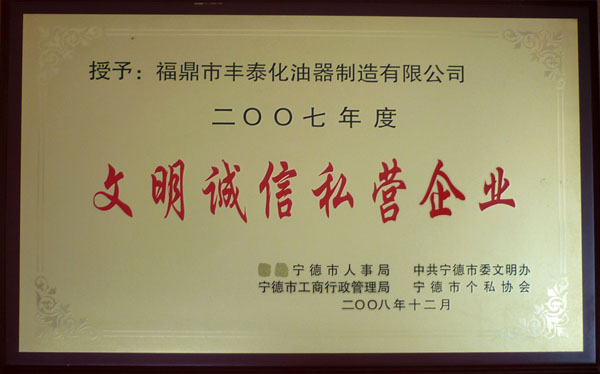 授予：福鼎市丰泰化油器制造有限公司
二〇〇七年度
文明诚信私营企业
宁德市人事局 中共宁德市委文明办
宁德市工商行政管理局 宁德市个私协会
二〇〇八年十二月